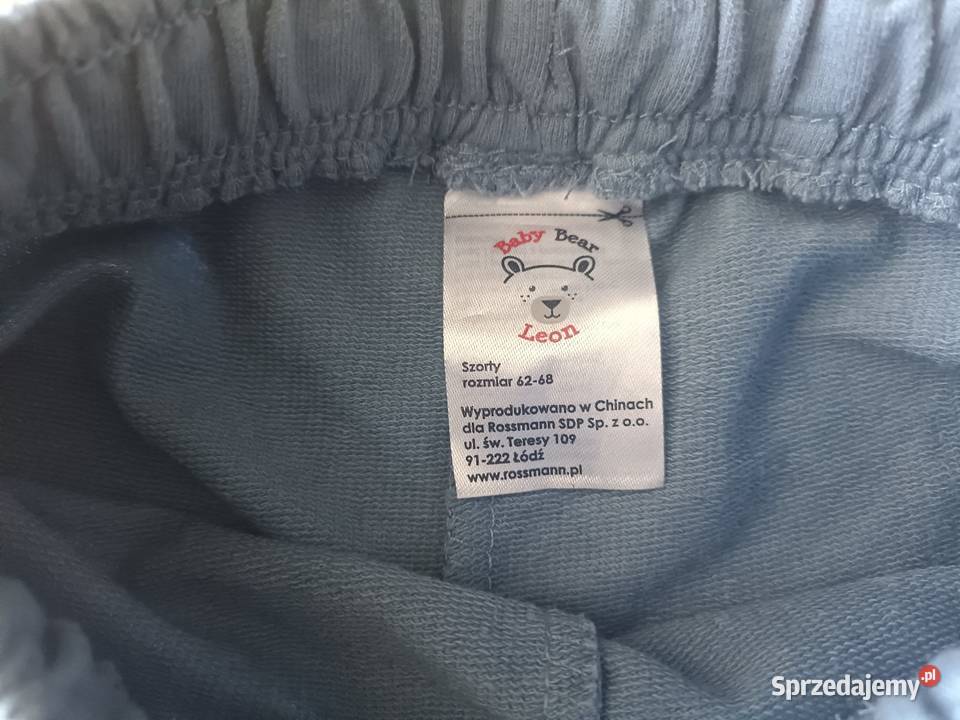 Baby Bear
Leon
Szorty
rozmiar 62-68
Wyprodukowano w Chinach
dla Rossmann SDP Sp. z o.o.
ul. św. Teresy 109
91-222 Łódź
www.rossmann.pl
Sprzedajemy.pl